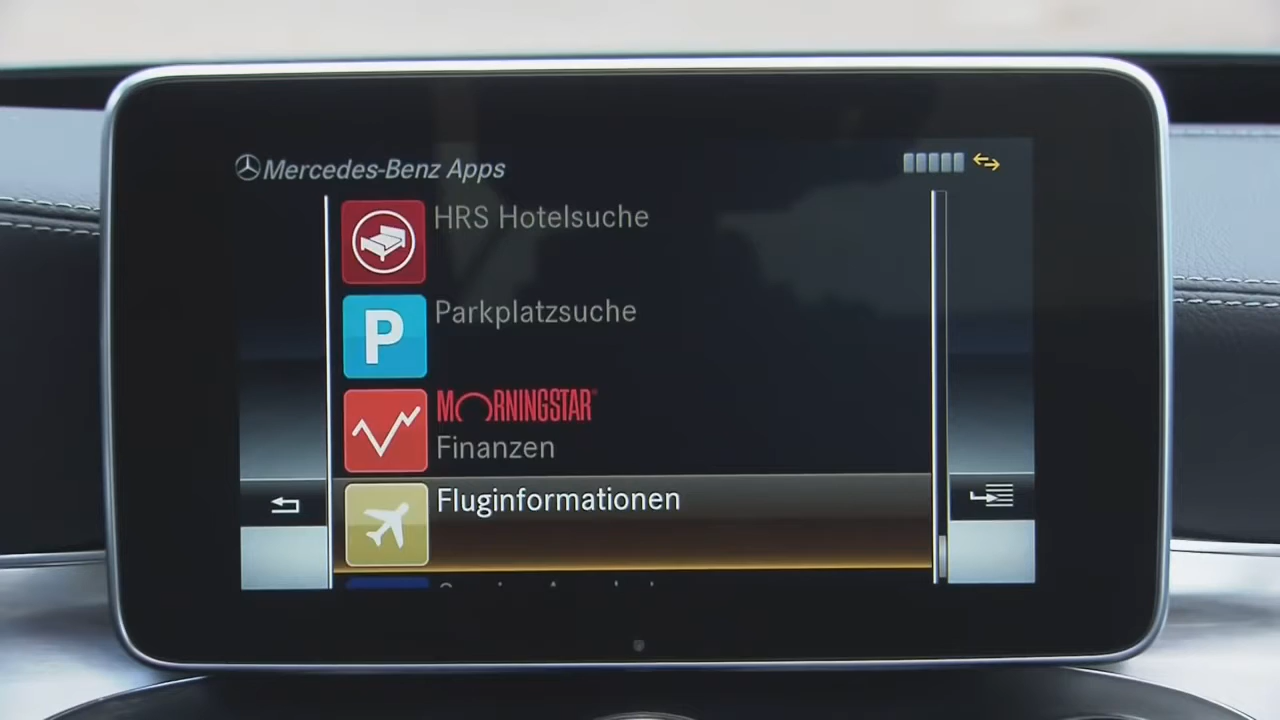 Mercedes-Benz Apps
HRS Hotelsuche
P
Parkplatzsuche
MORNINGSTAR®
Finanzen
Fluginformationen